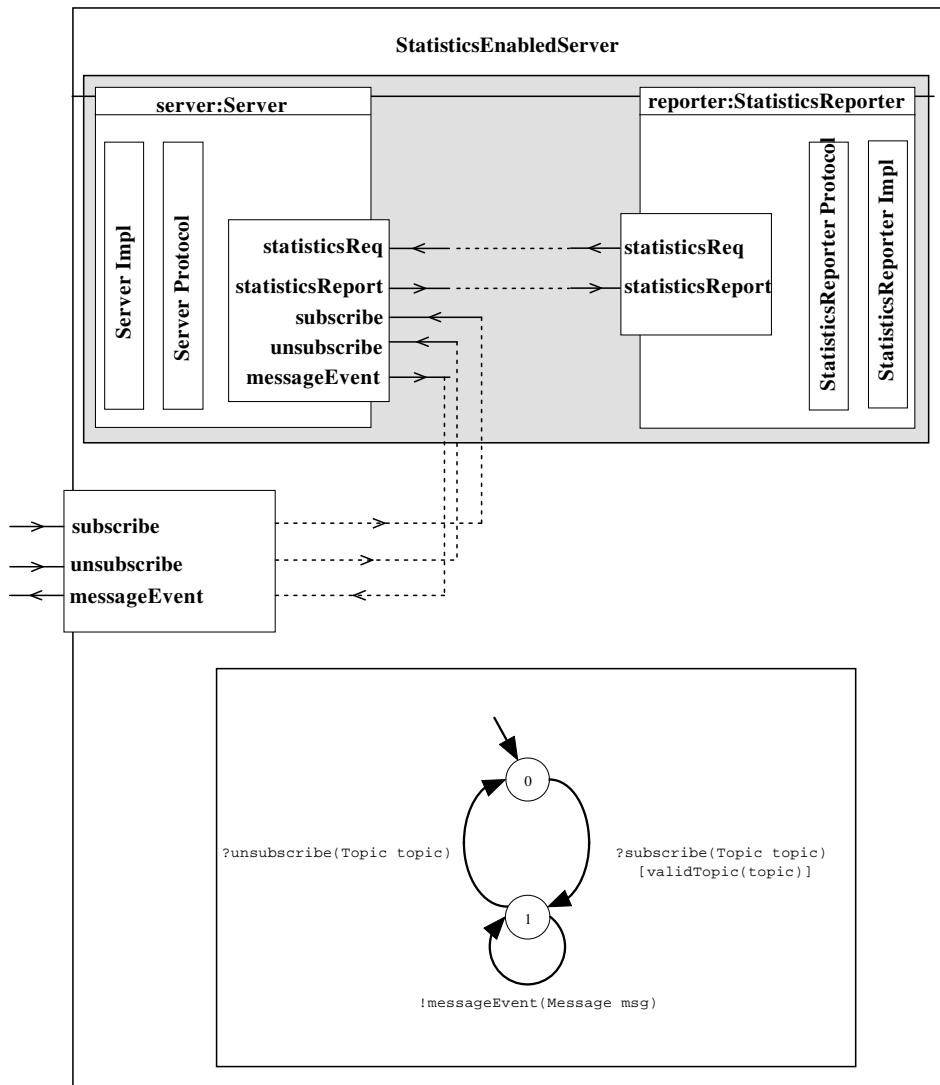 StatisticsEnabledServer
server:Server
reporter:StatisticsReporter
Server Impl
Server Protocol
statisticsReq
statisticsReport
subscribe
unsubscribe
messageEvent
statisticsReq
statisticsReport
StatisticsReporter Protocol
StatisticsReporter Impl
subscribe
unsubscribe
messageEvent
0
?unsubscribe(Topic topic)
?subscribe(Topic topic)
[validTopic(topic)]
1
!messageEvent(Message msg)